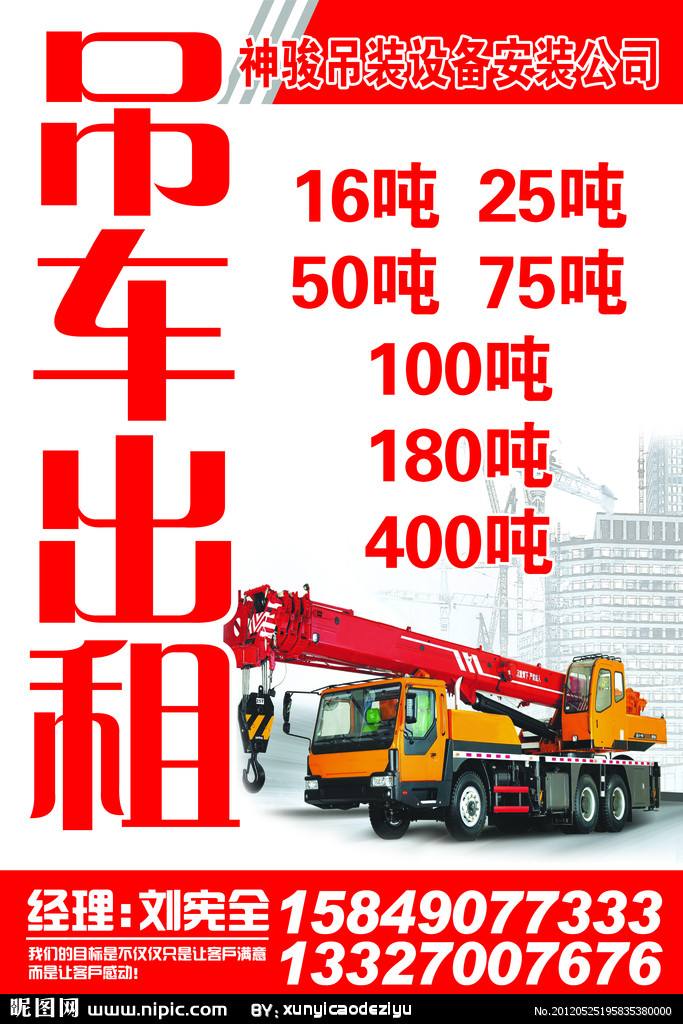 神骏吊装设备安装公司
吊车出租
16吨 25吨
50吨 75吨
100吨
180吨
400吨
经理:刘宪全
15849077333
13327007676
我们的目标是不仅仅只是让客户满意
而是让客户感动!
昵图网 www.nipic.com BY: xunyicaodeziyu No.20120525195835380000